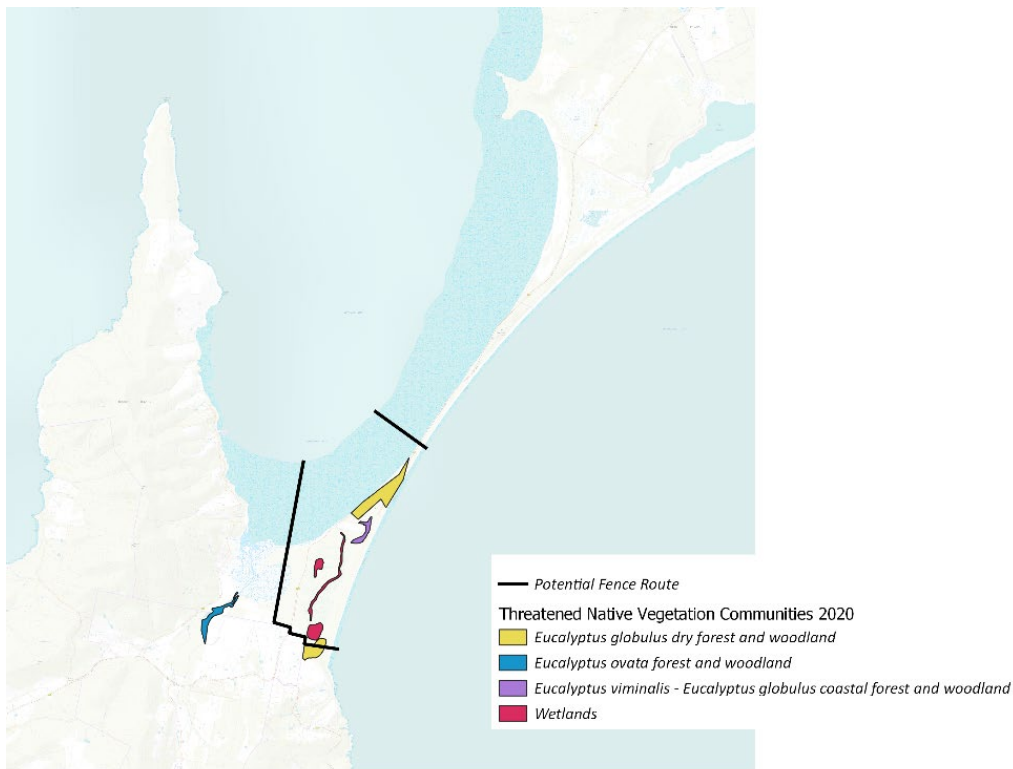 Potential Fence Route
Threatened Native Vegetation Communities 2020
Eucalyptus globulus dry forest and woodland
Eucalyptus ovata forest and woodland
Eucalyptus viminalis - Eucalyptus globulus coastal forest and woodland
Wetlands